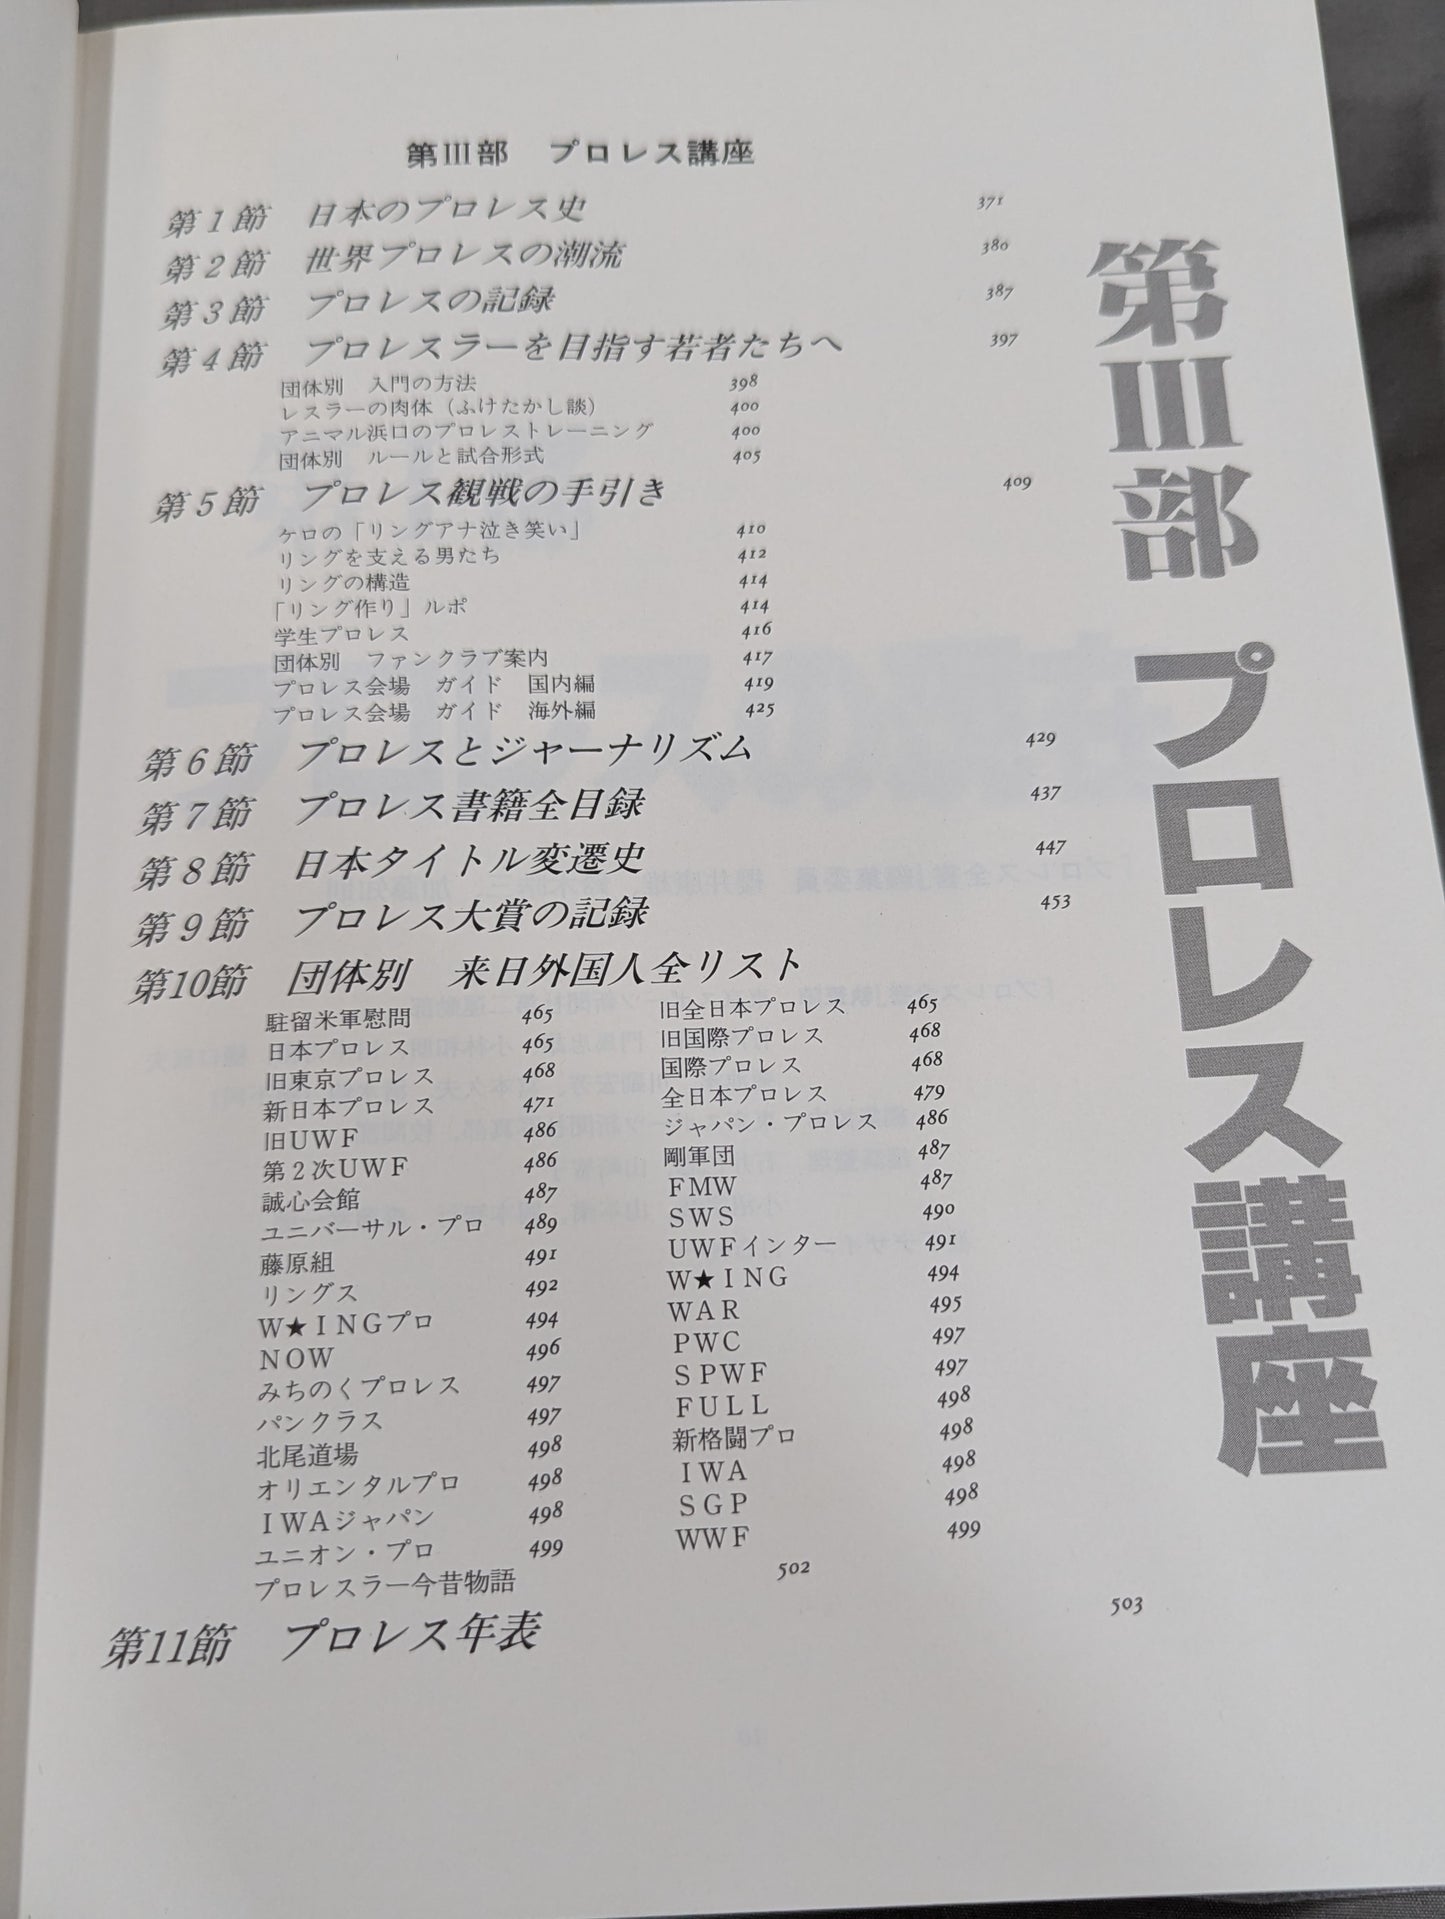 第III部　プロレス講座
第1節　日本のプロレス史　371
第2節　世界プロレスの潮流　380
第3節　プロレスの記録　387
第4節　プロレスラーを目指す若者たちへ　397
団体別　入門の方法　398
レスラーの肉体（ふけたかし談）　400
アニマル浜口のプロレストレーニング　400
団体別　ルールと試合形式　405
第5節　プロレス観戦の手引き　409
ケロの「リングアナ泣き笑い」　410
リングを支える男たち　412
リングの構造　414
「リング作り」ルポ　414
学生プロレス　416
団体別　ファンクラブ案内　417
プロレス会場　ガイド　国内編　419
プロレス会場　ガイド　海外編　425
第6節　プロレスとジャーナリズム　429
第7節　プロレス書籍全目録　437
第8節　日本タイトル変遷史　447
第9節　プロレス大賞の記録　453
第10節　団体別　来日外国人全リスト
駐留米軍慰問　465　旧全日本プロレス　465
日本プロレス　465　旧国際プロレス　468
旧東京プロレス　468　国際プロレス　468
新日本プロレス　471　全日本プロレス　479
旧UWF　486　ジャパン・プロレス　486
第2次UWF　486　剛軍団　487
誠心会館　487　FMW　487
ユニバーサル・プロ　489　SWS　490
藤原組　491　UWFインター　491
リングス　492　W★ING　494
W★INGプロ　494　WAR　495
NOW　496　PWC　497
みちのくプロレス　497　SPWF　497
パンクラス　497　FULL　498
北尾道場　498　新格闘プロ　498
オリエンタルプロ　498　IWA　498
IWAジャパン　498　SGP　498
ユニオン・プロ　499　WWF　499
プロレスラー今昔物語　502
第11節　プロレス年表　503
第III部　プロレス講座